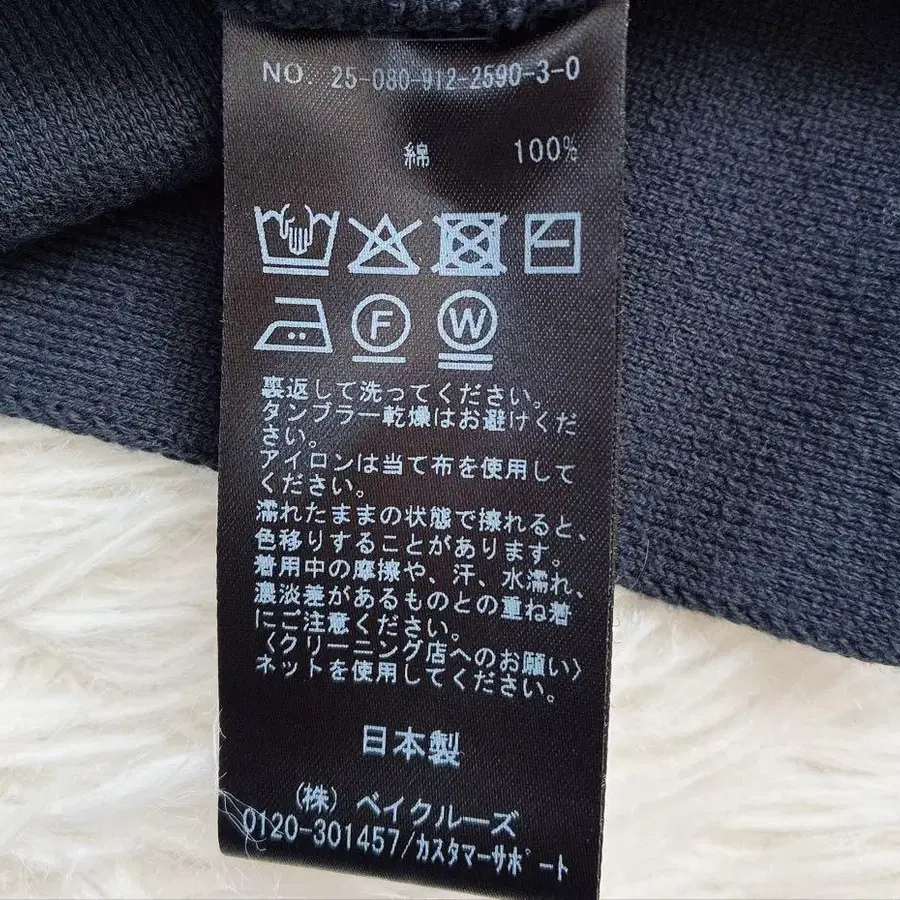 NO 25-080-912-2590-3-0
綿 100%
F W
裏返して洗ってください。
タンブラー乾燥はお避けくだ
さい。
アイロンは当て布を使用して
ください。
濡れたままの状態で擦れると、
色移りすることがあります。
着用中の摩擦や、汗、水濡れ、
濃淡差があるものとの重ね着
にご注意ください。
〈クリーニング店へのお願い〉
ネットを使用してください。
日本製
(株) ベイクルーズ
0120-301457/カスタマーサポート